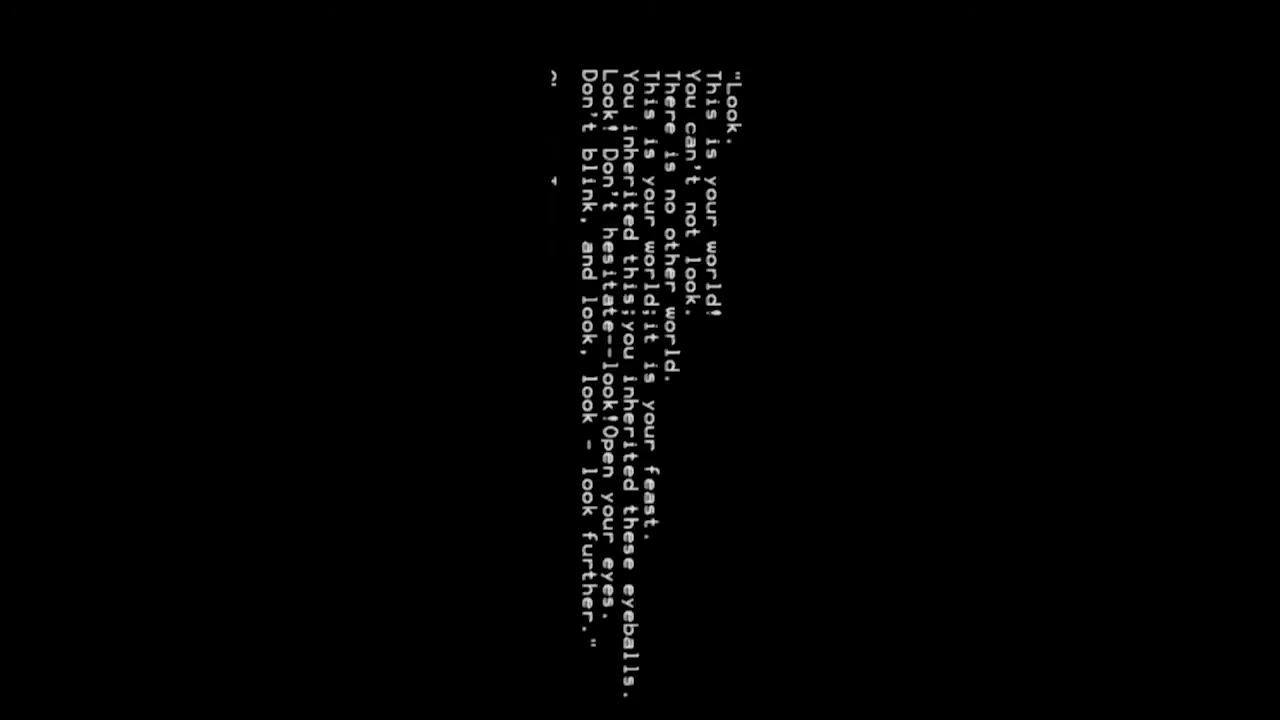 "Look.
This is your world!
You can't not look.
There is no other world.
This is your world;it is your feast.
You inherited this;you inherited these eyeballs.
Look! Don't hesitate--look!Open your eyes.
Don't blink, and look, look - look further."